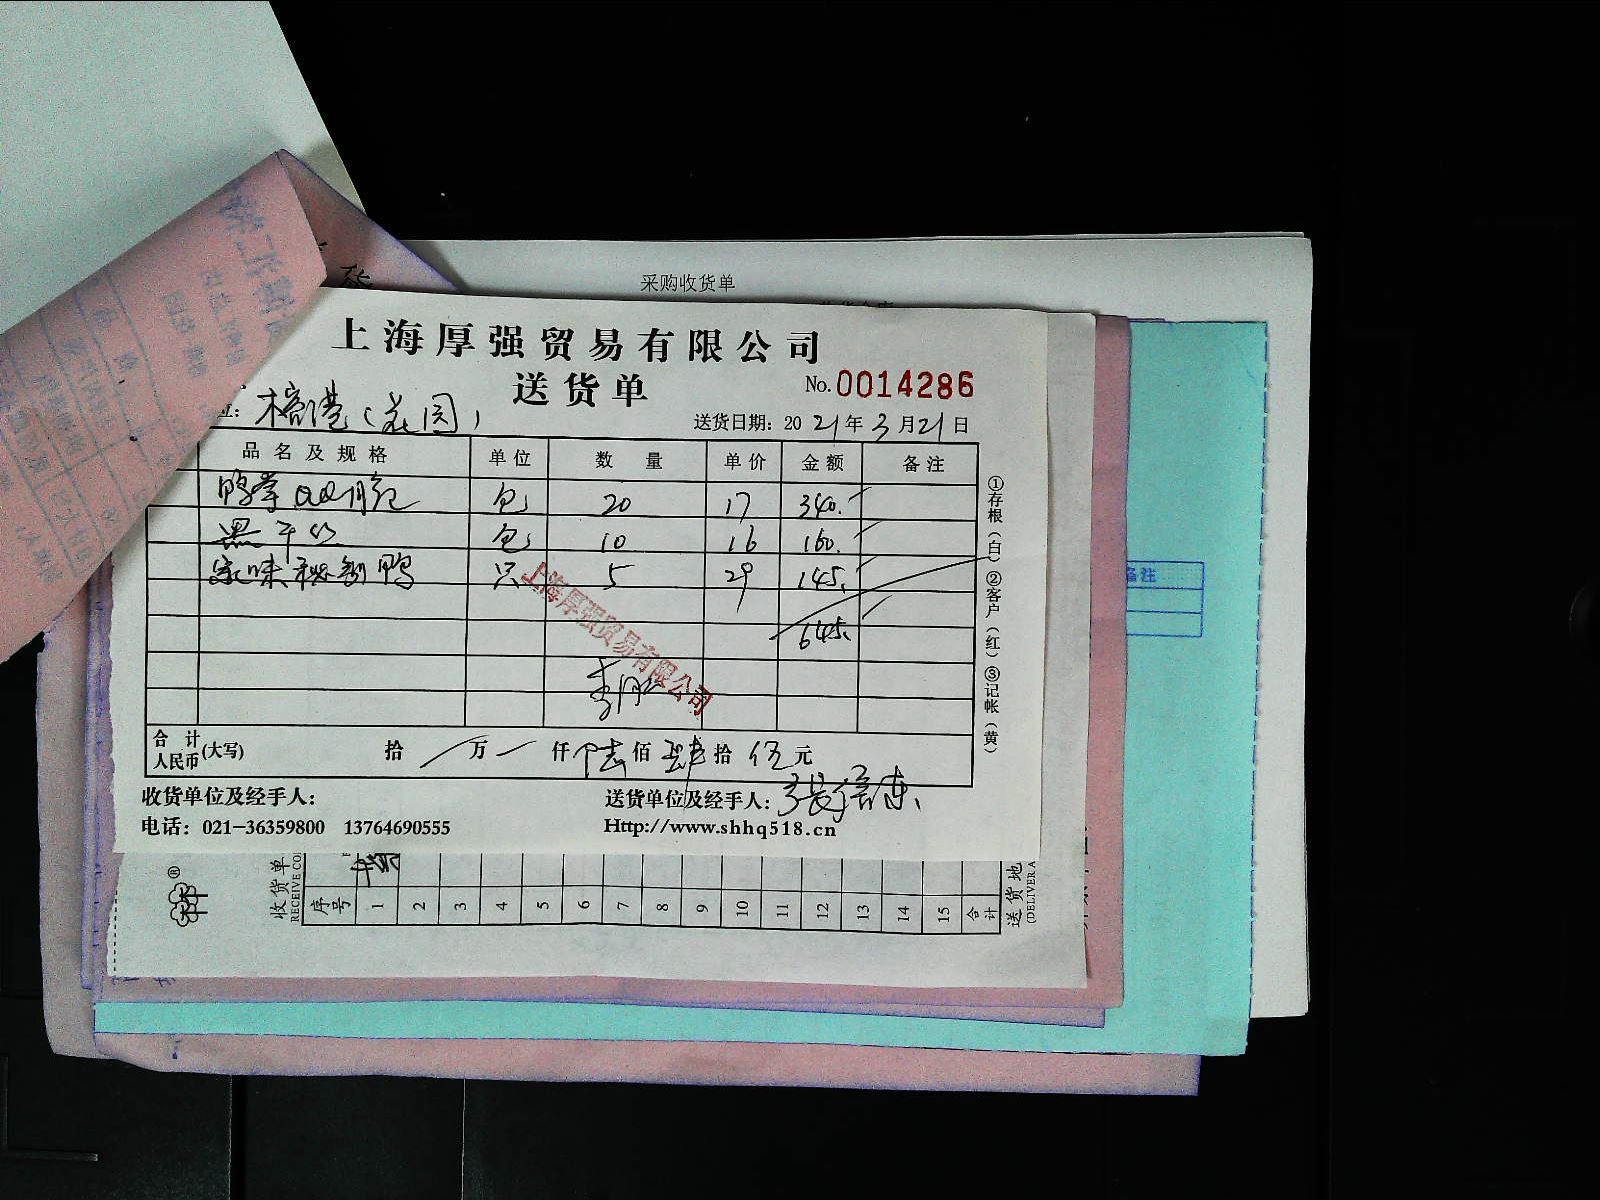 采购收货单
上海厚强贸易有限公司
送货单
No.0014286
位: 榕港(花园)
送货日期: 2021年3月21日
品名及规格 单位 数量 单价 金额 备注
鸭掌 包 20 17 340.
黑干 包 10 16 160.
味秘制鸭 只 5 29 145.
645.
上海厚强贸易有限公司
合计人民币(大写) 拾 万 仟 陆 佰 肆 拾 伍 元
收货单位及经手人:
送货单位及经手人:
电话: 021-36359800 13764690555
Http://www.shhq518.cn
①存根(白)②客户(红)③记帐(黄)
备注
®
收货单
RECEIVE CO
序号 1 2 3 4 5 6 7 8 9 10 11 12 13 14 15 合计
送货地
(DELIVER A